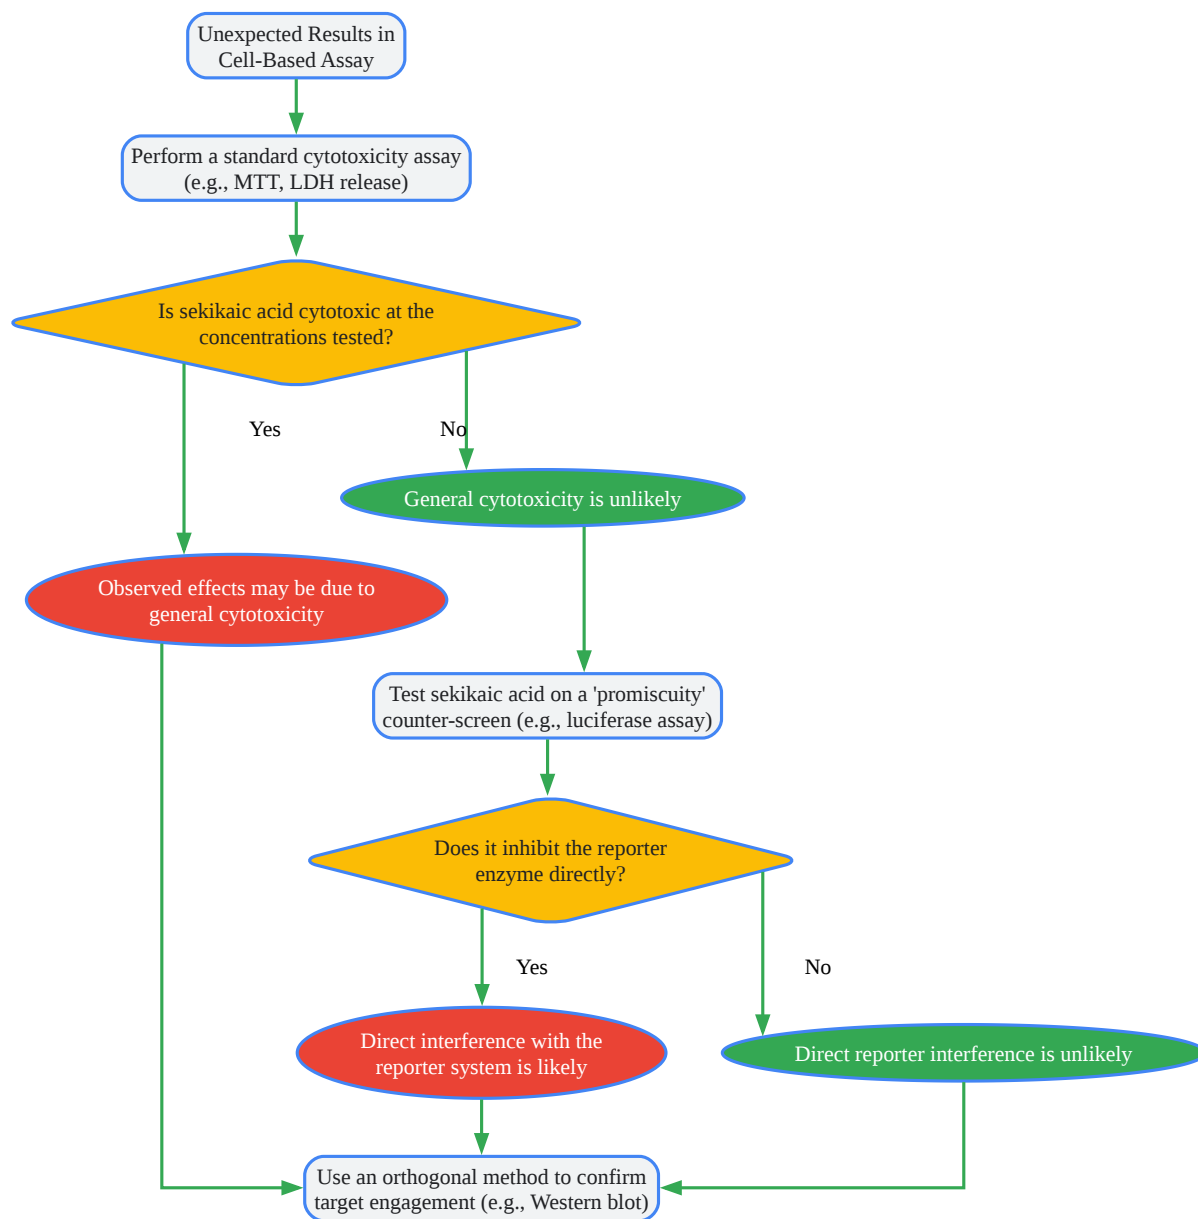 Unexpected Results in
Cell-Based Assay
Perform a standard cytotoxicity assay
(e.g., MTT, LDH release)
Is sekikaic acid cytotoxic at the
concentrations tested?
Yes
No
General cytotoxicity is unlikely
Observed effects may be due to
general cytotoxicity
Test sekikaic acid on a 'promiscuity'
counter-screen (e.g., luciferase assay)
Does it inhibit the reporter
enzyme directly?
Yes
No
Direct interference with the
reporter system is likely
Direct reporter interference is unlikely
Use an orthogonal method to confirm
target engagement (e.g., Western blot)